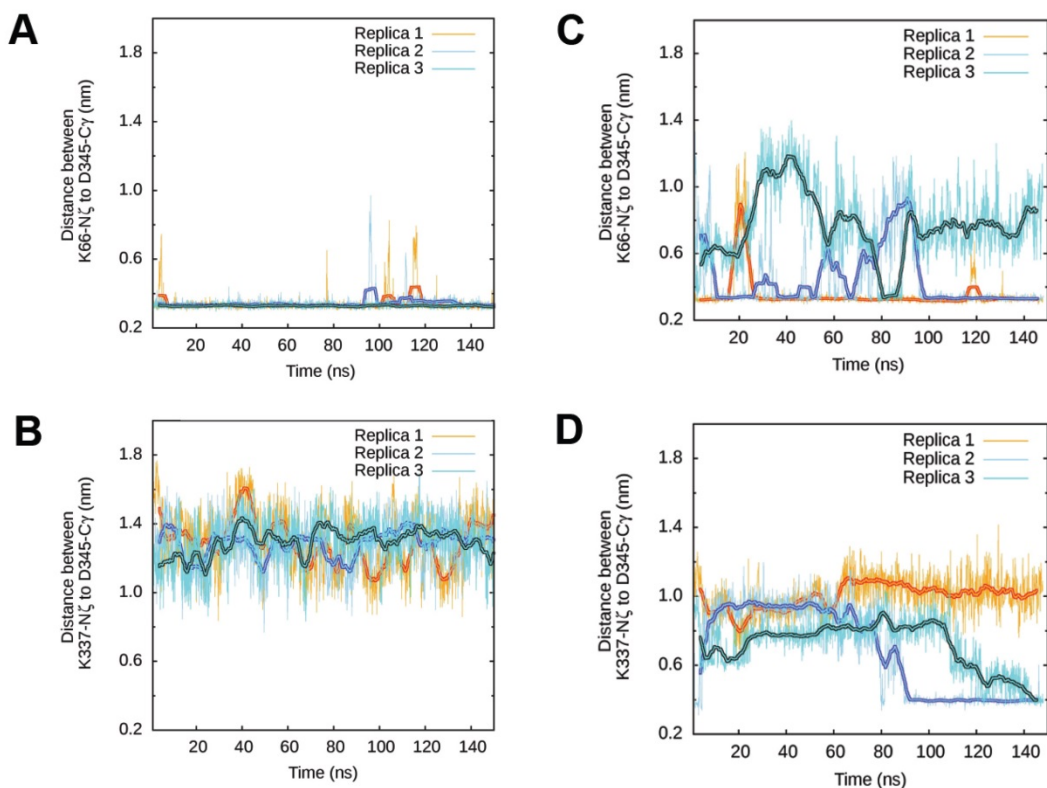 A
Distance between
K66-Nζ to D345-Cγ (nm)
1.8
1.4
1.0
0.6
0.2
Replica 1
Replica 2
Replica 3
20 40 60 80 100 120 140
Time (ns)
C
Distance between
K66-Nζ to D345-Cγ (nm)
1.8
1.4
1.0
0.6
0.2
Replica 1
Replica 2
Replica 3
20 40 60 80 100 120 140
Time (ns)
B
Distance between
K337-Nζ to D345-Cγ (nm)
1.8
1.4
1.0
0.6
0.2
Replica 1
Replica 2
Replica 3
20 40 60 80 100 120 140
Time (ns)
D
Distance between
K337-Nζ to D345-Cγ (nm)
1.8
1.4
1.0
0.6
0.2
Replica 1
Replica 2
Replica 3
20 40 60 80 100 120 140
Time (ns)